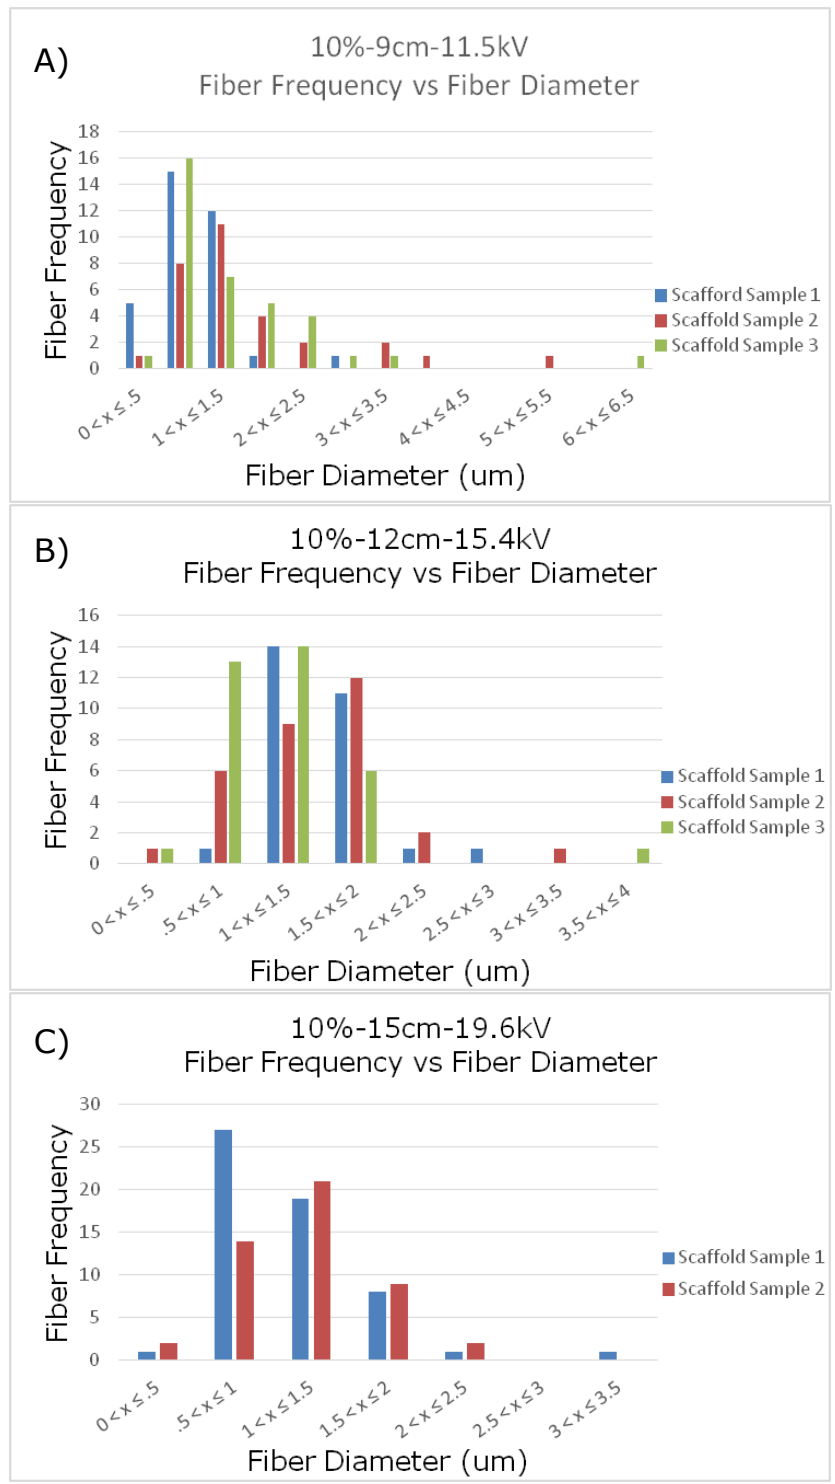 A)
10%-9cm-11.5kV
Fiber Frequency vs Fiber Diameter
Fiber Frequency
18
16
14
12
10
8
6
4
2
0
0 < x ≤ .5
1 < x ≤ 1.5
2 < x ≤ 2.5
3 < x ≤ 3.5
4 < x ≤ 4.5
5 < x ≤ 5.5
6 < x ≤ 6.5
Fiber Diameter (um)
Scafford Sample 1
Scaffold Sample 2
Scaffold Sample 3
B)
10%-12cm-15.4kV
Fiber Frequency vs Fiber Diameter
Fiber Frequency
16
14
12
10
8
6
4
2
0
0 < x ≤ .5
.5 < x ≤ 1
1 < x ≤ 1.5
1.5 < x ≤ 2
2 < x ≤ 2.5
2.5 < x ≤ 3
3 < x ≤ 3.5
3.5 < x ≤ 4
Fiber Diameter (um)
Scaffold Sample 1
Scaffold Sample 2
Scaffold Sample 3
C)
10%-15cm-19.6kV
Fiber Frequency vs Fiber Diameter
Fiber Frequency
30
25
20
15
10
5
0
0 < x ≤ .5
.5 < x ≤ 1
1 < x ≤ 1.5
1.5 < x ≤ 2
2 < x ≤ 2.5
2.5 < x ≤ 3
3 < x ≤ 3.5
Fiber Diameter (um)
Scaffold Sample 1
Scaffold Sample 2